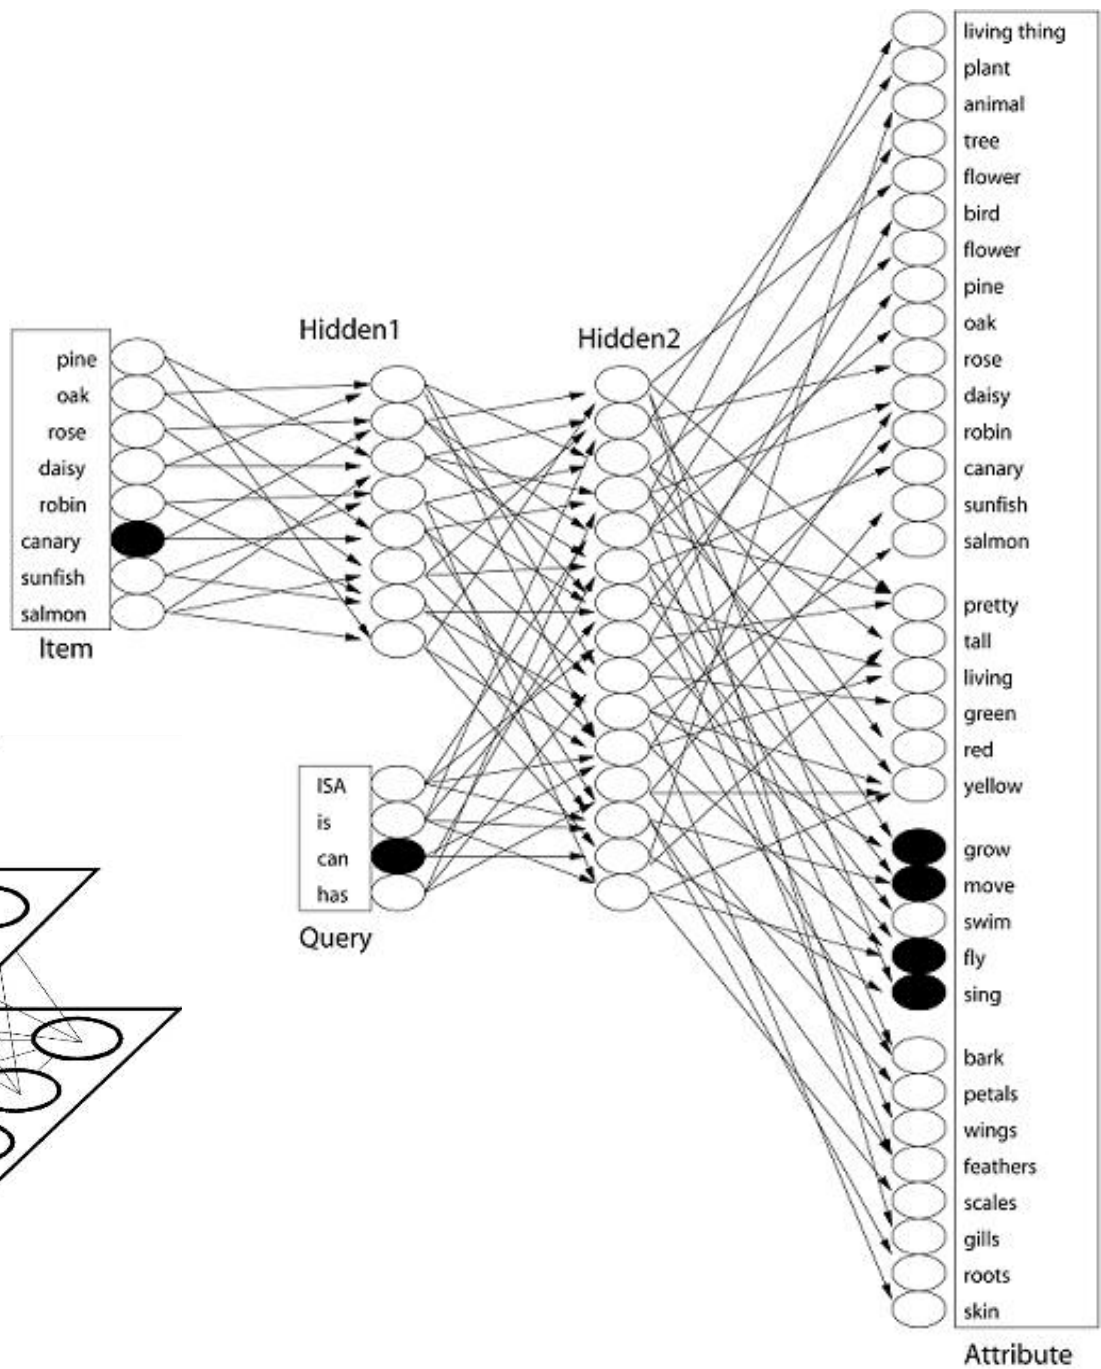 Hidden1
Hidden2
pine
oak
rose
daisy
robin
canary
sunfish
salmon
Item
ISA
is
can
has
Query
living thing
plant
animal
tree
flower
bird
flower
pine
oak
rose
daisy
robin
canary
sunfish
salmon
pretty
tall
living
green
red
yellow
grow
move
swim
fly
sing
bark
petals
wings
feathers
scales
gills
roots
skin
Attribute